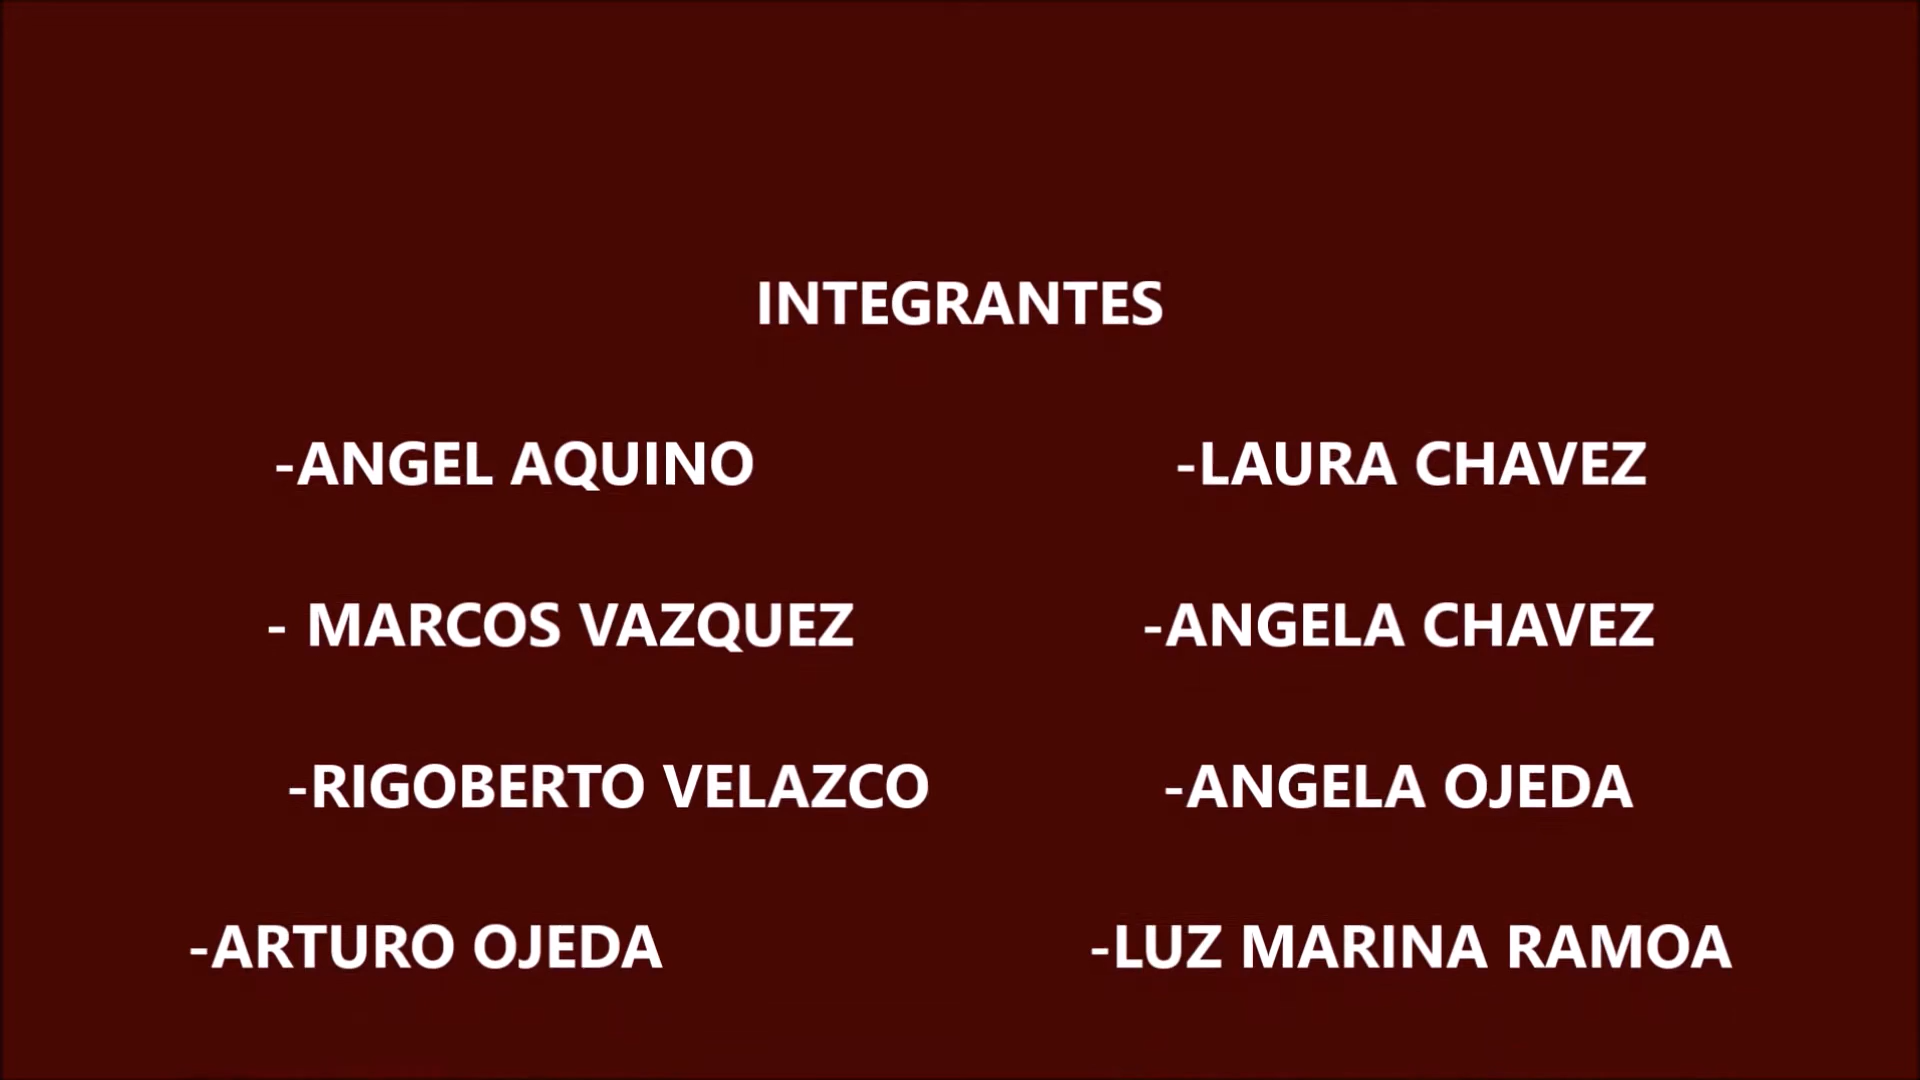 INTEGRANTES
-ANGEL AQUINO -LAURA CHAVEZ
- MARCOS VAZQUEZ -ANGELA CHAVEZ
-RIGOBERTO VELAZCO -ANGELA OJEDA
-ARTURO OJEDA -LUZ MARINA RAMOA